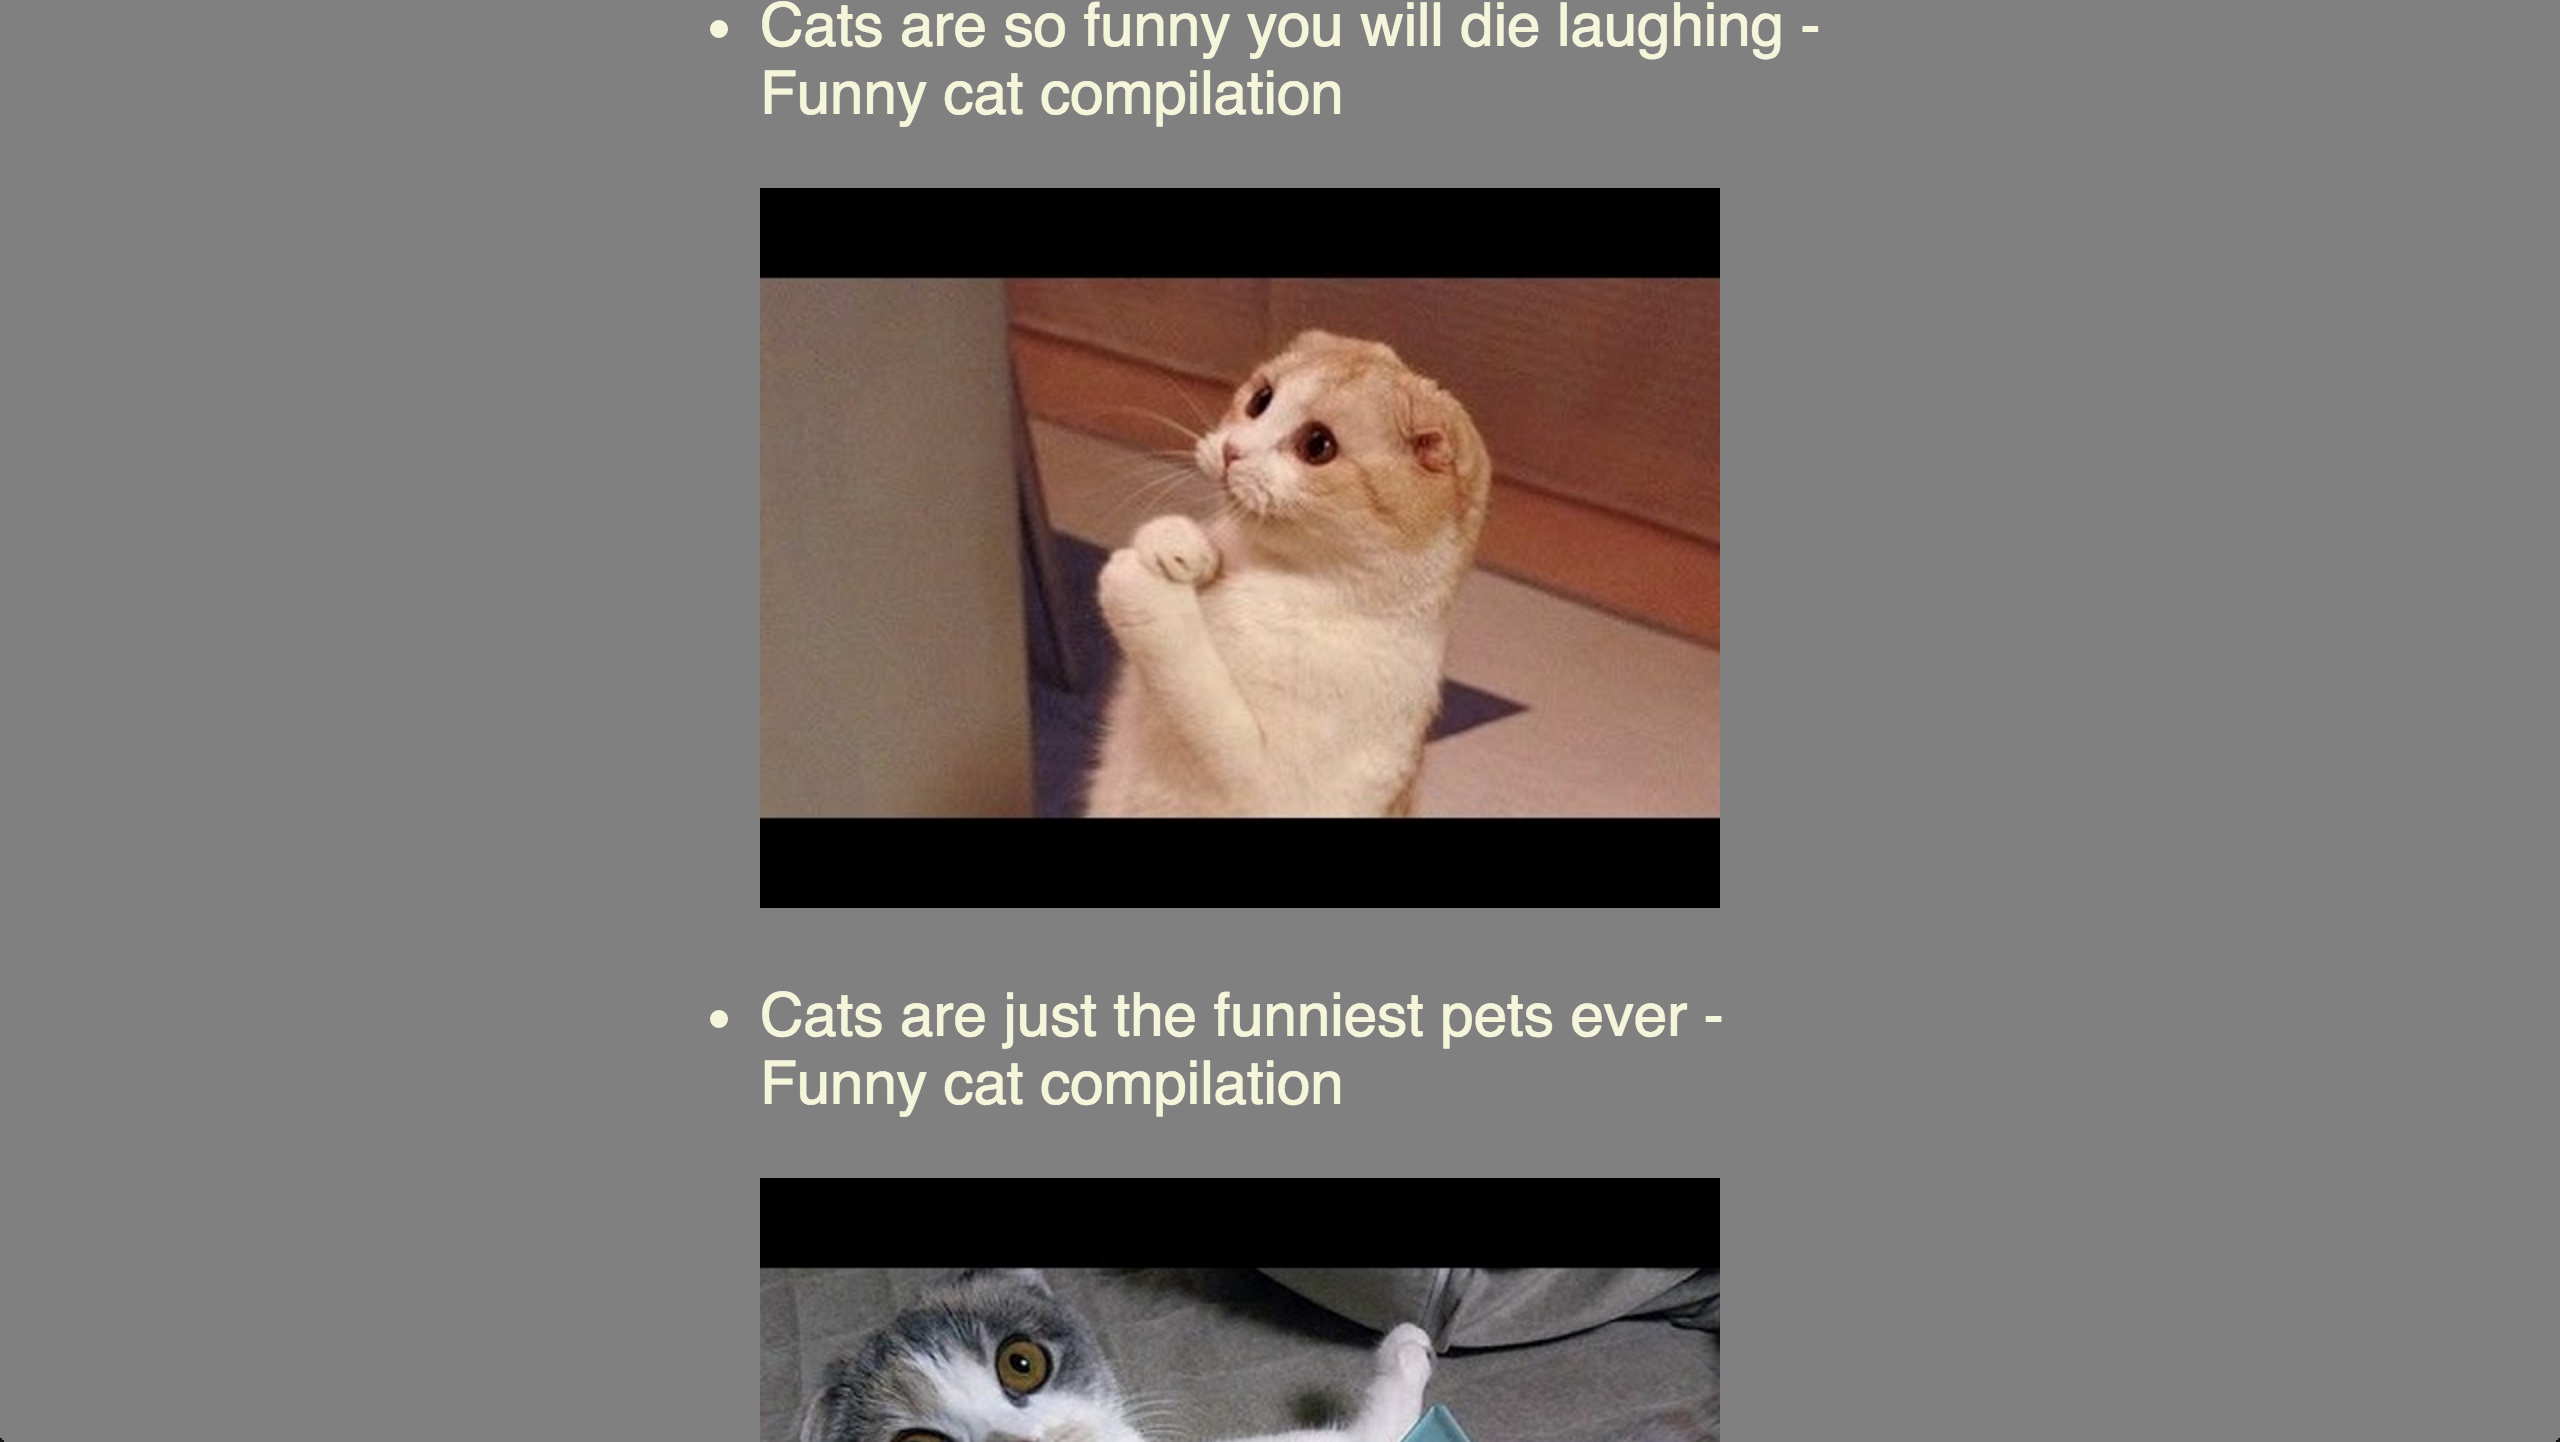 Cats are so funny you will die laughing -
Funny cat compilation
Cats are just the funniest pets ever -
Funny cat compilation